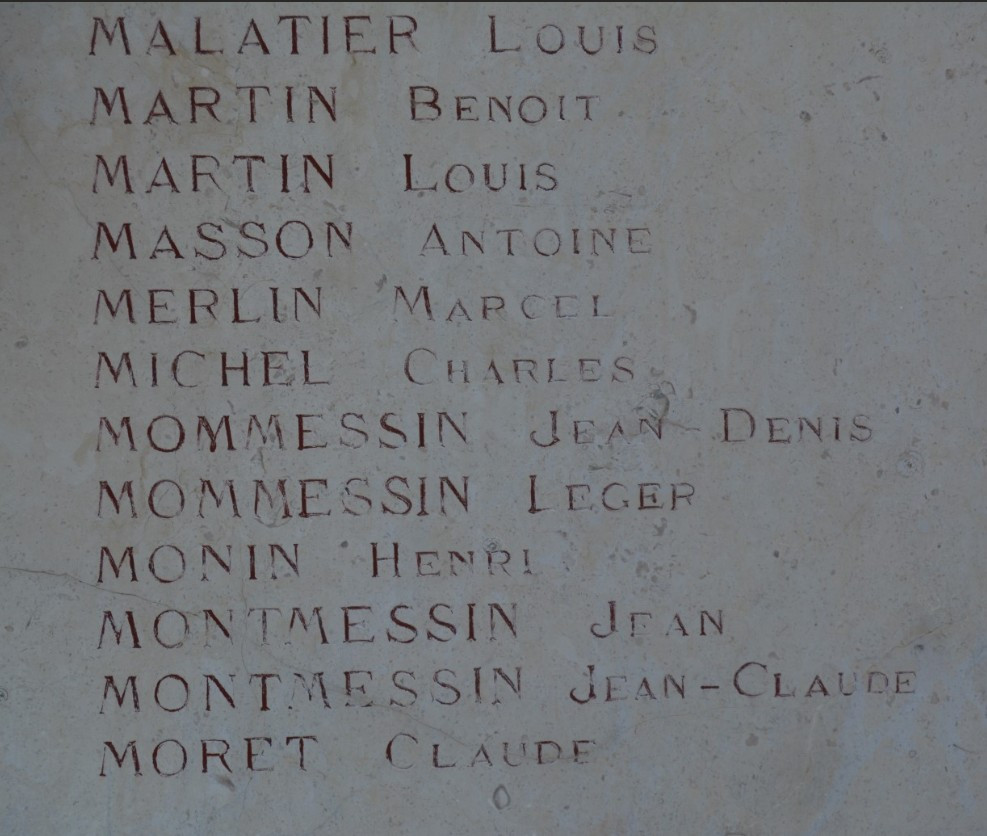 MALATIER LOUIS
MARTIN BENOIT
MARTIN LOUIS
MASSON ANTOINE
MERLIN MARCEL
MICHEL CHARLES
MOMMESSIN JEAN-DENIS
MOMMESSIN LEGER
MONIN HENRI
MONTMESSIN JEAN
MONTMESSIN JEAN-CLAUDE
MORET CLAUDE